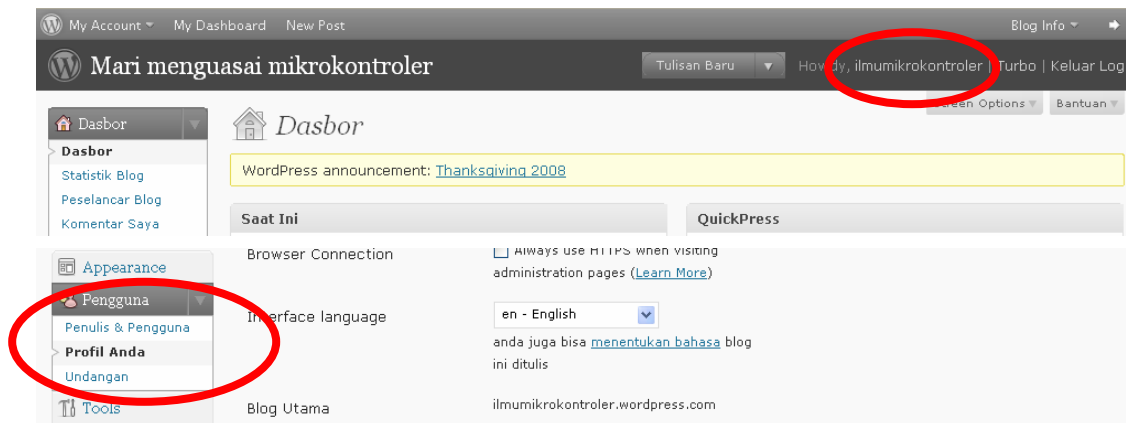 My Account My Dashboard New Post Blog Info
Mari menguasai mikrokontroler Tulisan Baru Howdy, ilmumikrokontroler | Turbo | Keluar Log
Screen Options Bantuan
Dasbor Dasbor
Dasbor
WordPress announcement: Thanksgiving 2008
Statistik Blog
Peselancar Blog
Saat Ini QuickPress
Komentar Saya
Browser Connection Always use HTTPS when visiting
administration pages (Learn More)
Appearance
Pengguna
Interface language en - English
Penulis & Pengguna
anda juga bisa menentukan bahasa blog
Profil Anda
ini ditulis
Undangan
Tools Blog Utama ilmumikrokontroler.wordpress.com